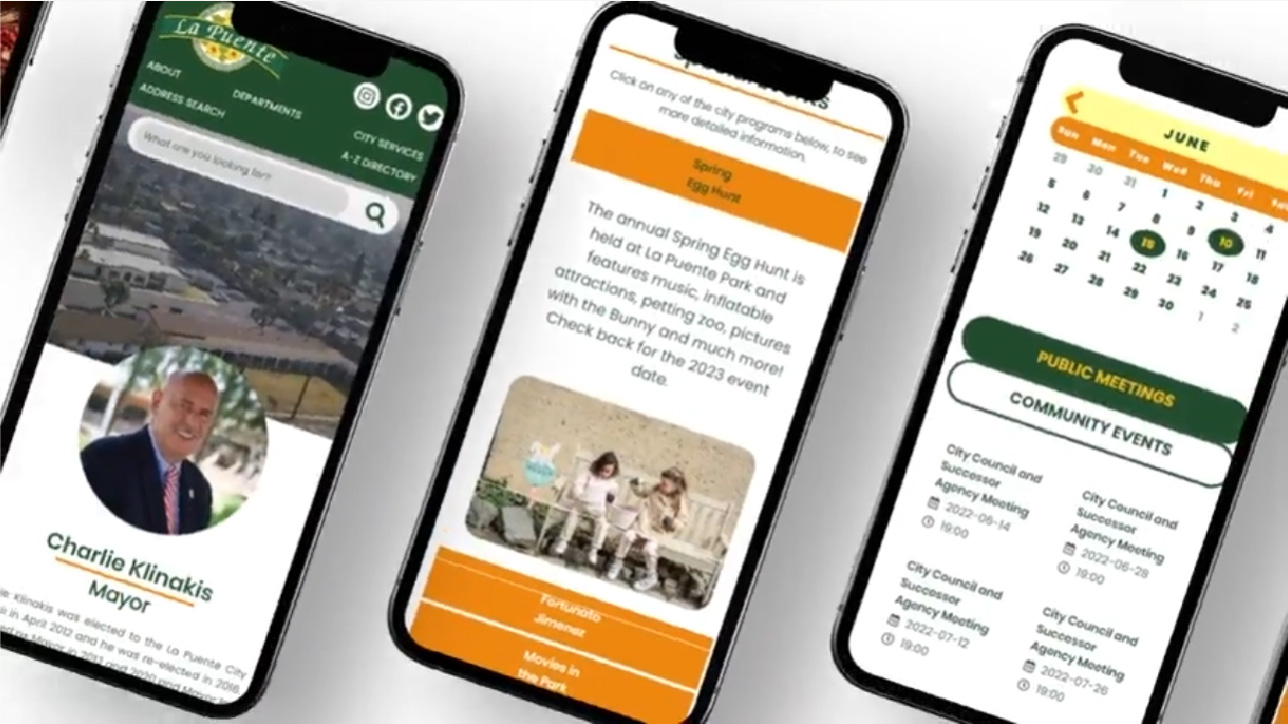 La Puente
ABOUT
DEPARTMENTS
ADDRESS SEARCH
CITY SERVICES
A-Z DIRECTORY
What are you looking for?
Charlie Klinakis
Mayor
Klinakis was elected to the La Puente City
in April 2012 and he was re-elected in 2016
Mayor in 2013 and 2020 and Mayor
Click on any of the city programs below, to see
more detailed information.
Spring
Egg Hunt
The annual Spring Egg Hunt is
held at La Puente Park and
features music, inflatable
attractions, petting zoo, pictures
with the Bunny and much more!
Check back for the 2023 event
date.
Fortunato
Jimenez
Movies in
the Park
JUNE
Sun Mon Tue Wed Thu Fri
29 30 31 1 2 3 4
5 6 7 8 9 10 11
12 13 14 15 16 17 18
19 20 21 22 23 24 25
26 27 28 29 30 1 2
PUBLIC MEETINGS
COMMUNITY EVENTS
City Council and
Successor
Agency Meeting
2022-06-14
19:00
City Council and
Successor
Agency Meeting
2022-06-28
19:00
City Council and
Successor
Agency Meeting
2022-07-12
19:00
City Council and
Successor
Agency Meeting
2022-07-26
19:00